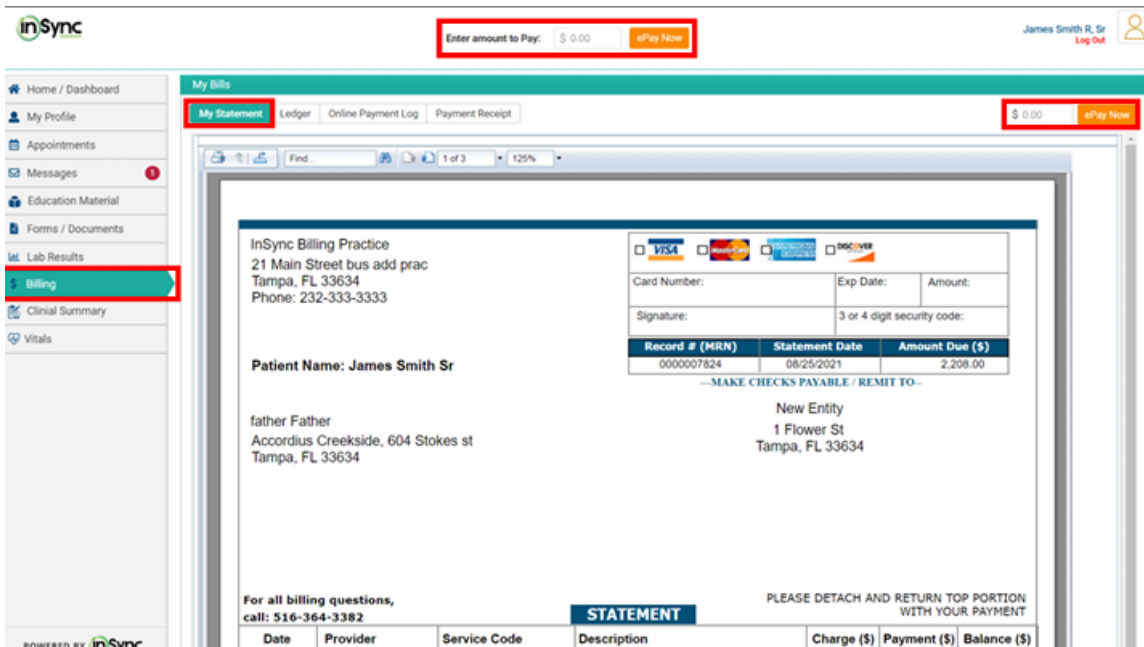 inSync
Enter amount to Pay: $ 0.00 ePay Now
James Smith R, Sr
Log Out
Home / Dashboard
My Profile
Appointments
Messages 1
Education Material
Forms / Documents
Lab Results
$ Billing
Clinial Summary
Vitals
POWERED BY inSync
My Bills
My Statement Ledger Online Payment Log Payment Receipt
$ 0.00 ePay Now
Find... 1 of 3 125%
InSync Billing Practice
21 Main Street bus add prac
Tampa, FL 33634
Phone: 232-333-3333
VISA MasterCard AMERICAN EXPRESS DISCOVER
Card Number: Exp Date: Amount:
Signature: 3 or 4 digit security code:
Record # (MRN) Statement Date Amount Due ($)
0000007824 08/25/2021 2,208.00
---MAKE CHECKS PAYABLE / REMIT TO--
Patient Name: James Smith Sr
New Entity
1 Flower St
Tampa, FL 33634
father Father
Accordius Creekside, 604 Stokes st
Tampa, FL 33634
For all billing questions,
call: 516-364-3382
STATEMENT
PLEASE DETACH AND RETURN TOP PORTION
WITH YOUR PAYMENT
Date Provider Service Code Description Charge ($) Payment ($) Balance ($)